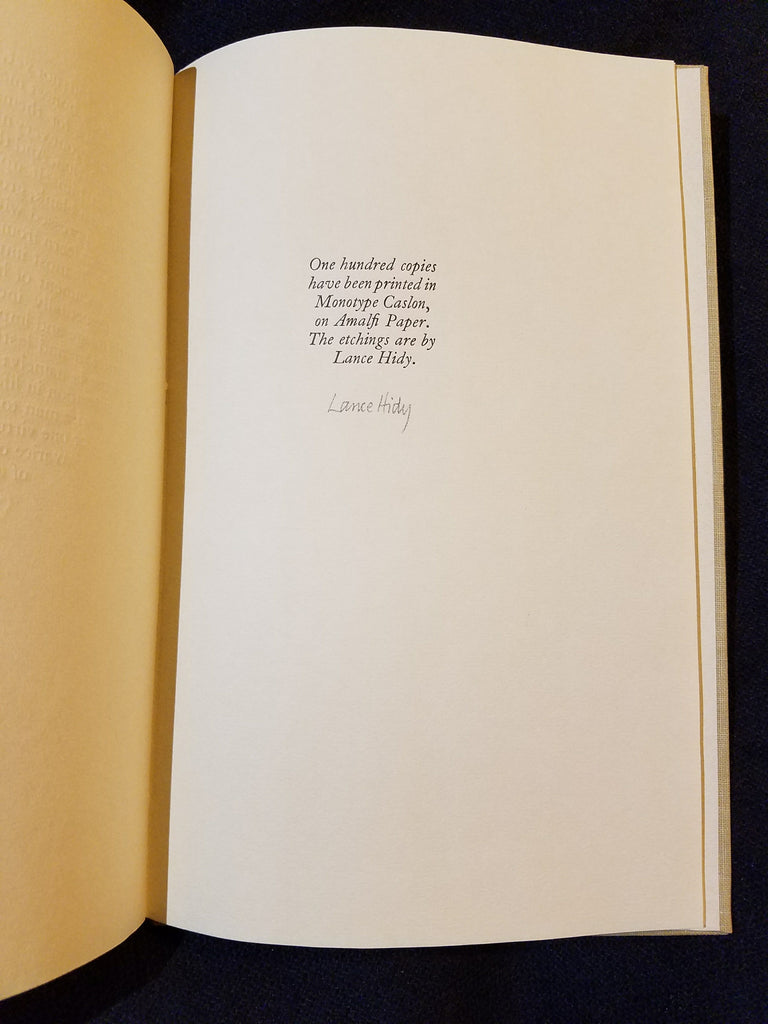 One hundred copies
have been printed in
Monotype Caslon,
on Amalfi Paper.
The etchings are by
Lance Hidy.
Lance Hidy